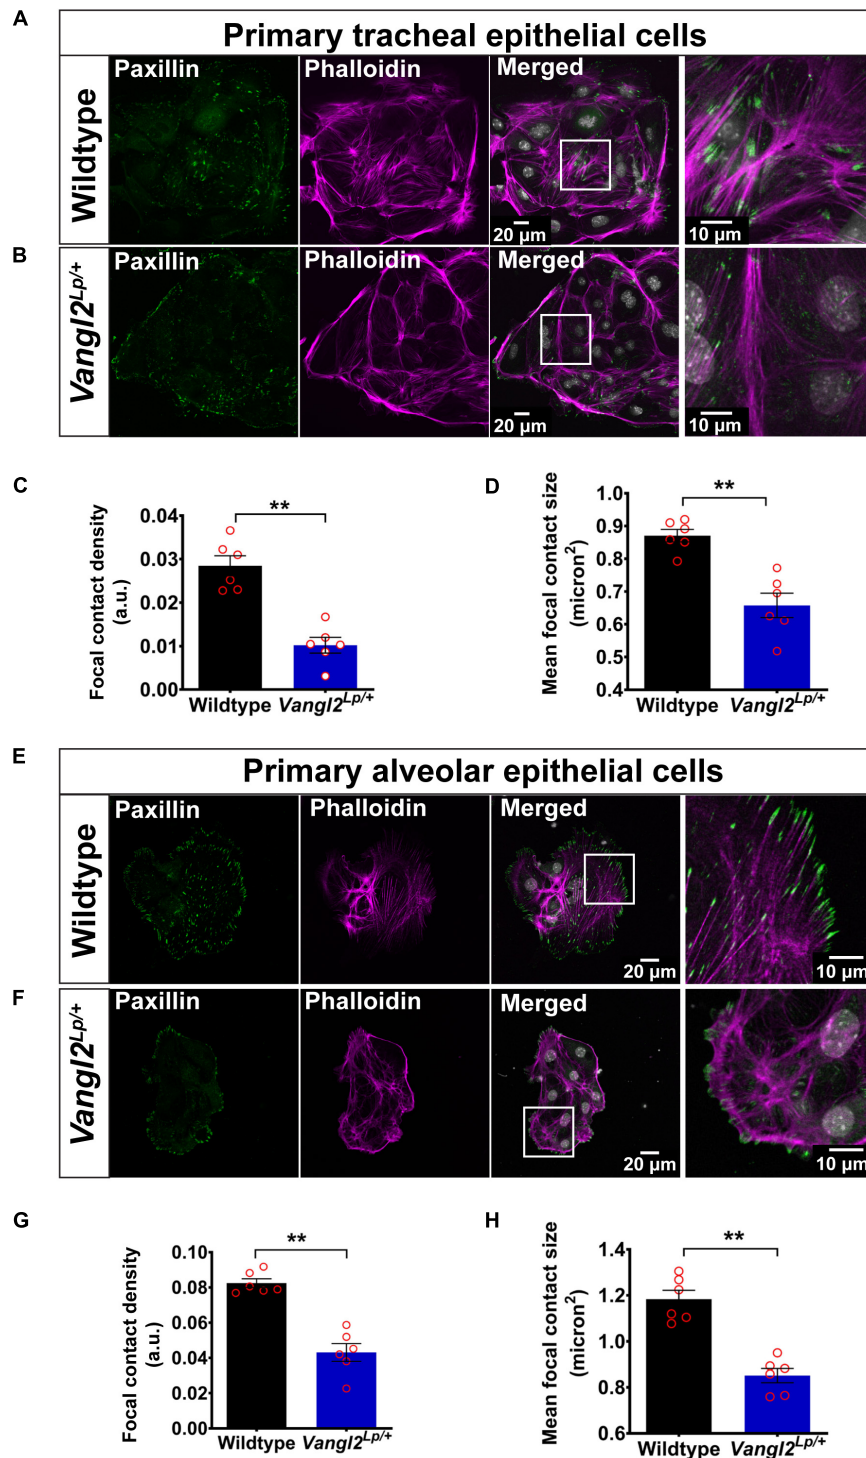 A
Primary tracheal epithelial cells
Wildtype
Paxillin
Phalloidin
Merged
20 µm
10 µm
B
Vangl2Lp/+
Paxillin
Phalloidin
Merged
20 µm
10 µm
C
Focal contact density
(a.u.)
0.04
0.03
0.02
0.01
0.00
**
Wildtype
Vangl2Lp/+
D
Mean focal contact size
(micron2)
1.0
0.9
0.8
0.7
0.6
0.5
0.4
**
Wildtype
Vangl2Lp/+
E
Primary alveolar epithelial cells
Wildtype
Paxillin
Phalloidin
Merged
20 µm
10 µm
F
Vangl2Lp/+
Paxillin
Phalloidin
Merged
20 µm
10 µm
G
Focal contact density
(a.u.)
0.10
0.08
0.06
0.04
0.02
0.00
**
Wildtype
Vangl2Lp/+
H
Mean focal contact size
(micron2)
1.4
1.2
1.0
0.8
0.6
**
Wildtype
Vangl2Lp/+